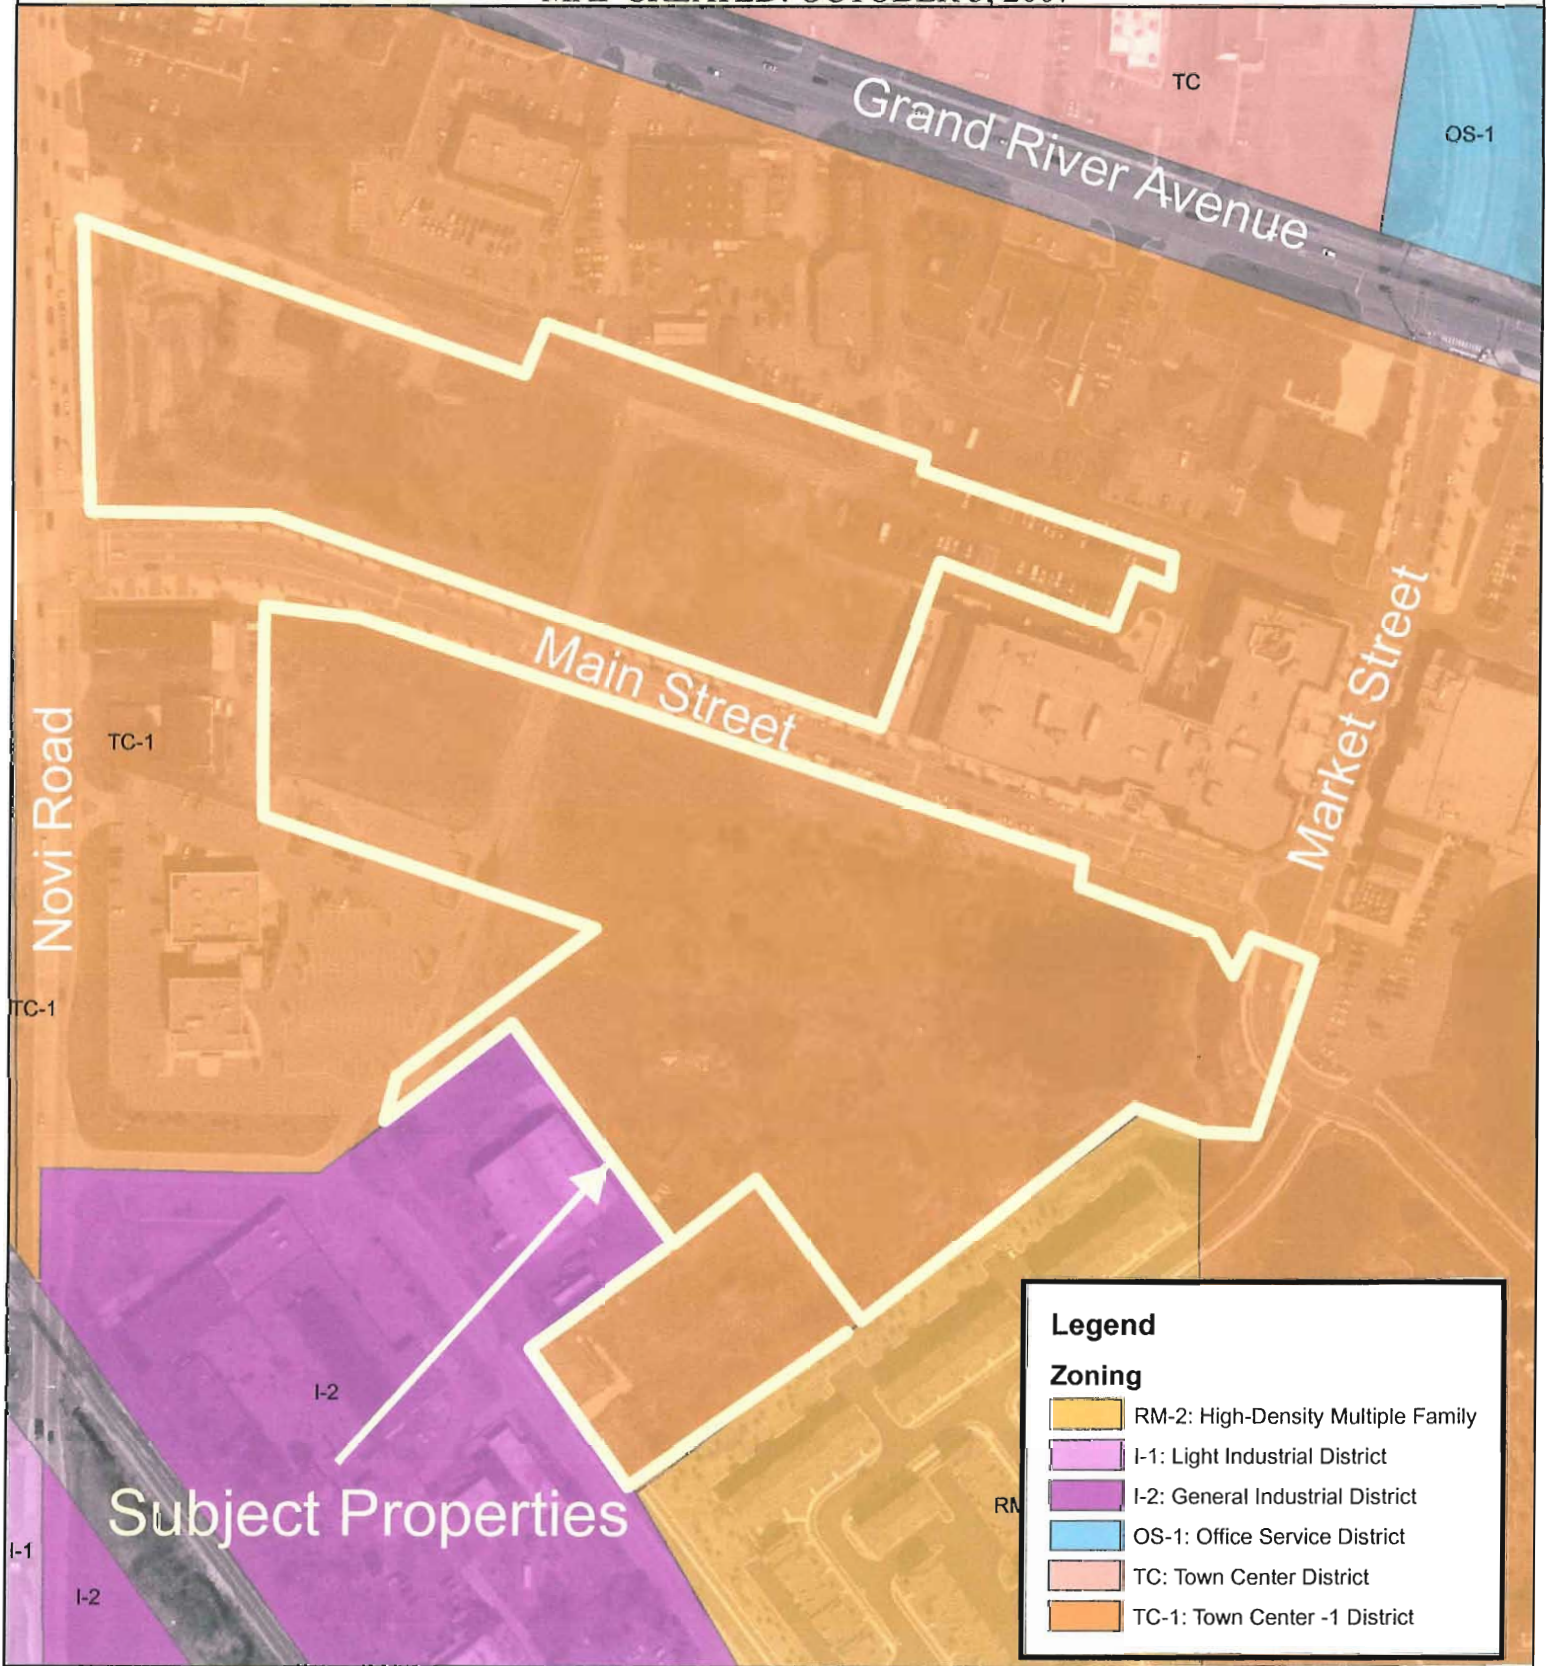 TC
OS-1
Grand River Avenue
Main Street
Market Street
TC-1
Novi Road
TC-1
I-2
Subject Properties
I-1
I-2
Legend
Zoning
RM-2: High-Density Multiple Family
I-1: Light Industrial District
I-2: General Industrial District
OS-1: Office Service District
TC: Town Center District
TC-1: Town Center -1 District